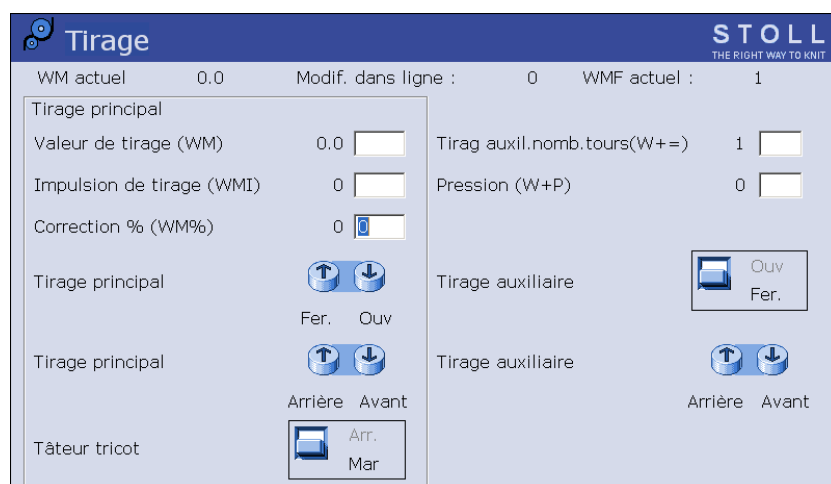 Tirage
STOLL
THE RIGHT WAY TO KNIT
WM actuel 0.0 Modif. dans ligne : 0 WMF actuel : 1
Tirage principal
Valeur de tirage (WM) 0.0
Tirag auxil.nomb.tours(W+=) 1
Impulsion de tirage (WMI) 0
Pression (W+P) 0
Correction % (WM%) 0 0
Tirage principal
Fer. Ouv
Tirage auxiliaire
Ouv
Fer.
Tirage principal
Arrière Avant
Tirage auxiliaire
Arrière Avant
Tâteur tricot
Arr.
Mar